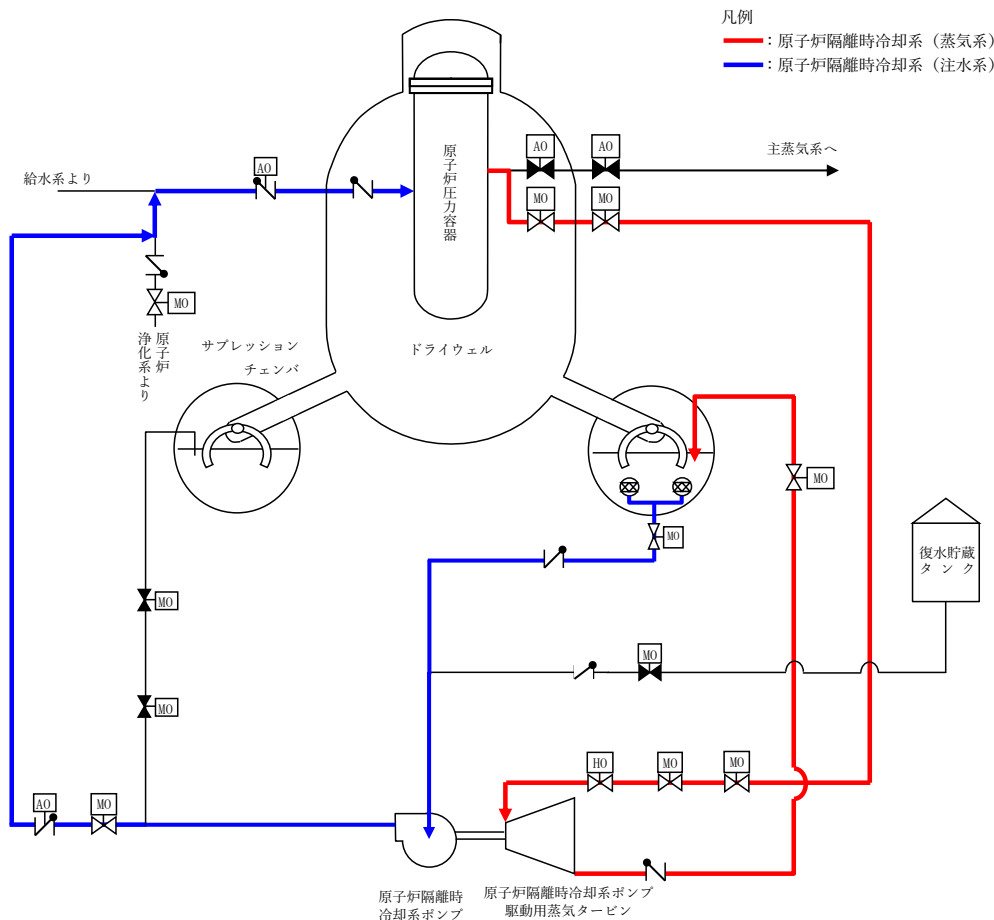 凡例
：原子炉隔離時冷却系（蒸気系）
：原子炉隔離時冷却系（注水系）
AO
AO
主蒸気系へ
AO
給水系より
原子炉圧力容器
MO
MO
MO
原子炉
浄化系より
サプレッション
チェンバ
ドライウェル
MO
MO
復水貯蔵
タンク
MO
MO
MO
HO
MO
MO
AO
MO
原子炉隔離時
冷却系ポンプ
原子炉隔離時冷却系ポンプ
駆動用蒸気タービン